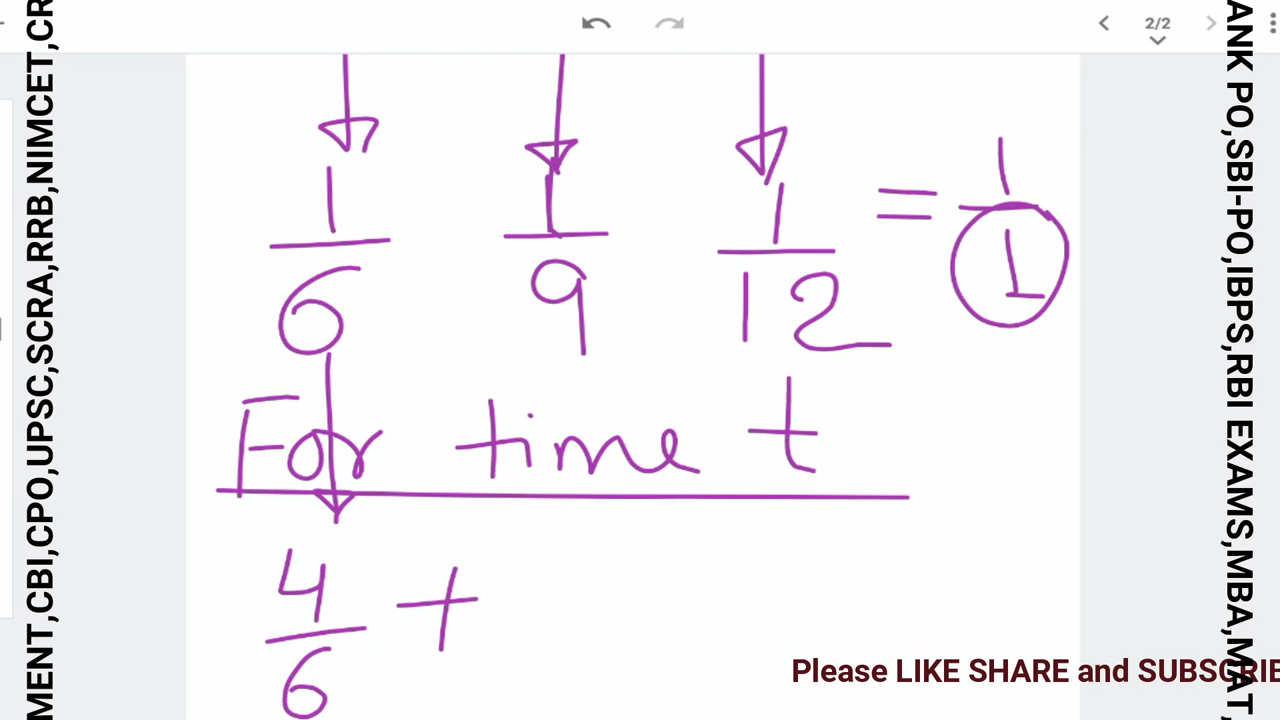 2/2
1/6 1/9 1/12 = 1/1
For time t
4/6 +
Please LIKE SHARE and SUBSCRIBE
MENT,CBI,CPO,UPSC,SCRA,RRB,NIMCET,CR
ANK PO,SBI-PO,IBPS,RBI EXAMS,MBA,MAT,